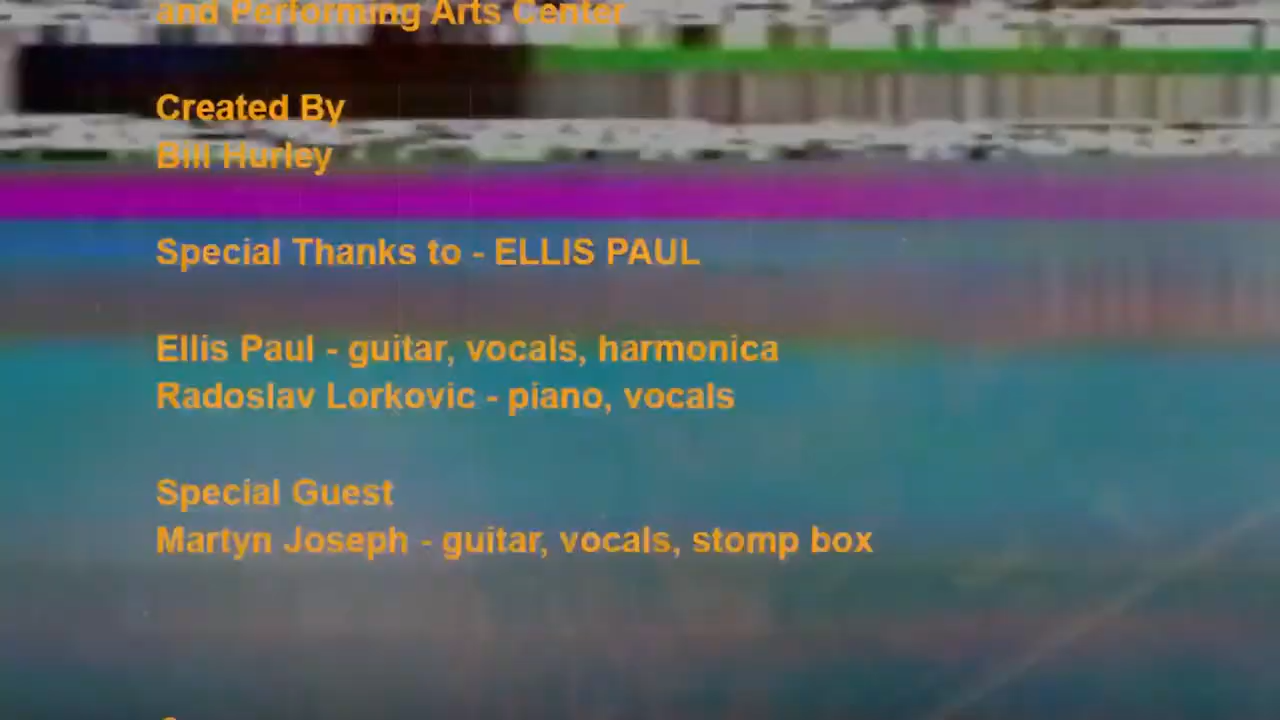 and Performing Arts Center
Created By
Bill Hurley
Special Thanks to - ELLIS PAUL
Ellis Paul - guitar, vocals, harmonica
Radoslav Lorkovic - piano, vocals
Special Guest
Martyn Joseph - guitar, vocals, stomp box